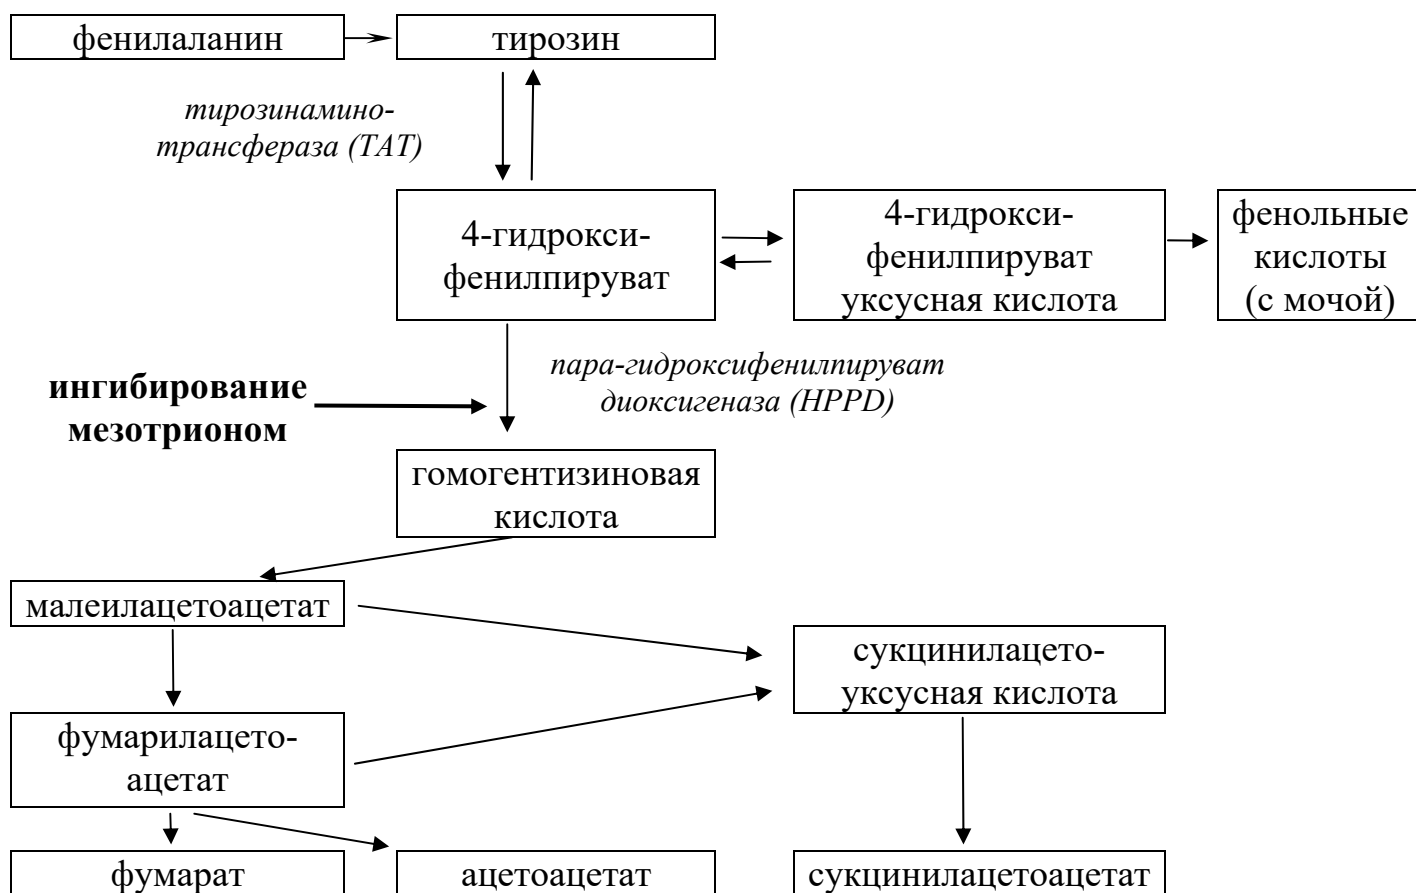 фенилаланин
тирозин
тирозинамино-
трансфераза (ТАТ)
4-гидрокси-
фенилпируват
4-гидрокси-
фенилпируват
уксусная кислота
фенольные
кислоты
(с мочой)
пара-гидроксифенилпируват
диоксигеназа (HPPD)
ингибирование
мезотрионом
гомогентизиновая
кислота
малеилацетоацетат
сукцинилацето-
уксусная кислота
фумарилацето-
ацетат
фумарат
ацетоацетат
сукцинилацетоацетат